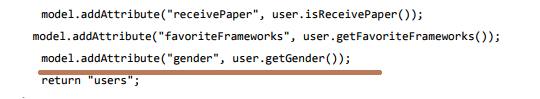 model.addAttribute("receivePaper", user.isReceivePaper());
model.addAttribute("favoriteFrameworks", user.getFavoriteFrameworks());
model.addAttribute("gender", user.getGender());
return "users";